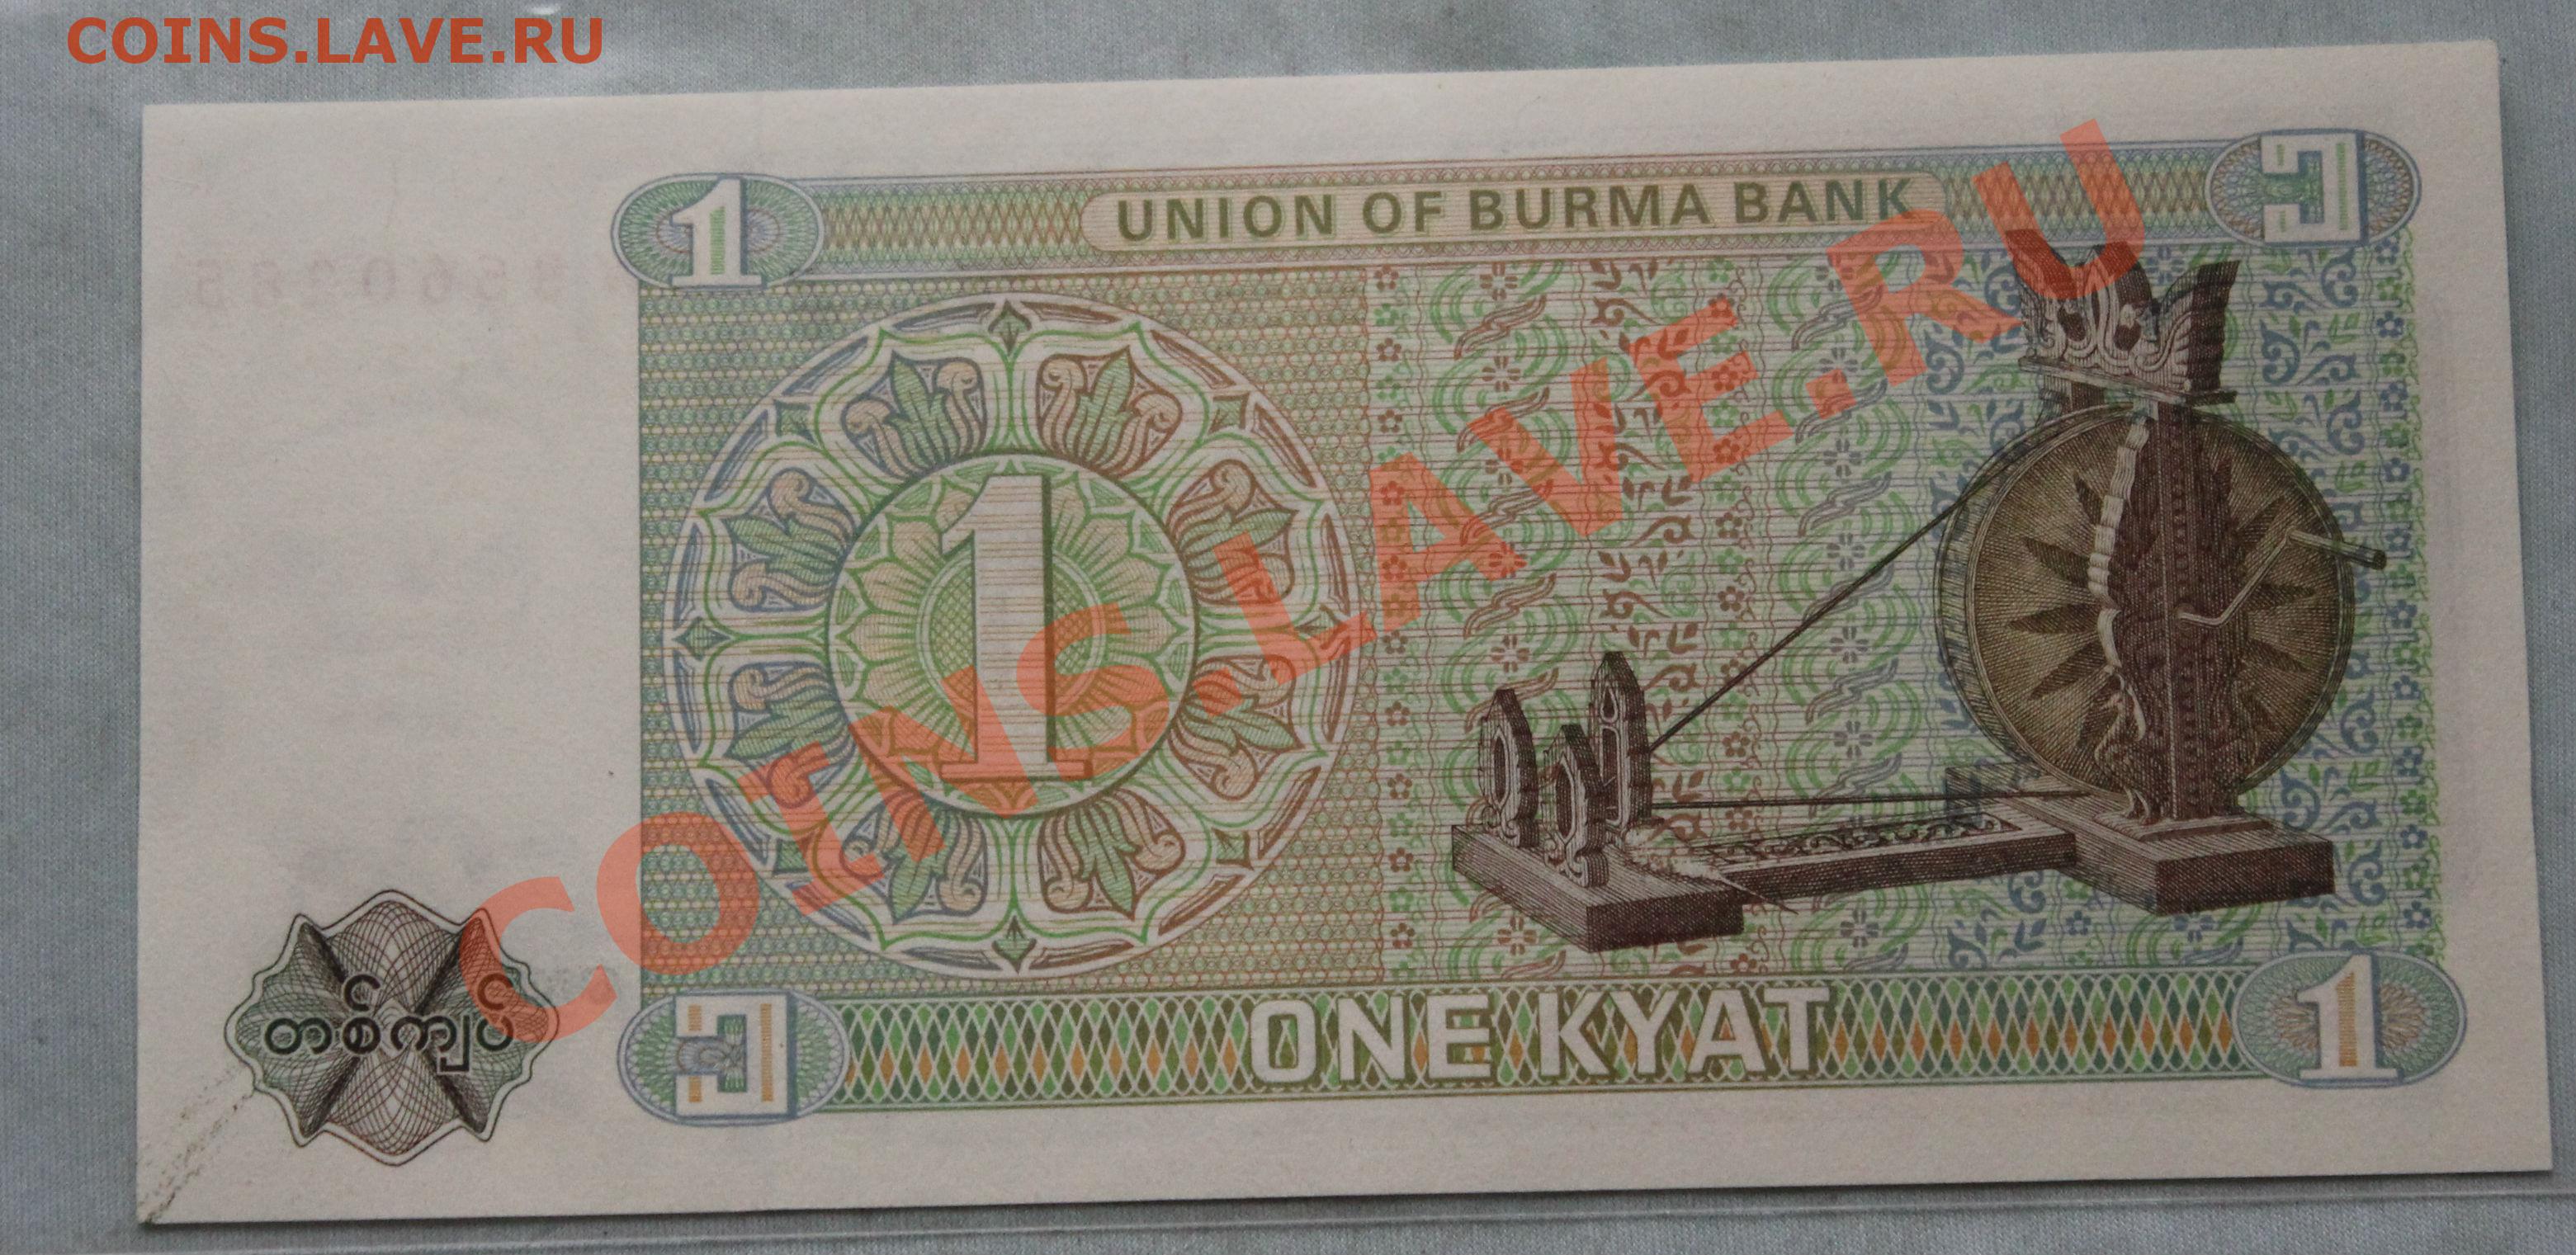 COINS.LAVE.RU
1
UNION OF BURMA BANK
1
COINS.LAVE.RU
တစ်ကျပ်
ONE KYAT
1